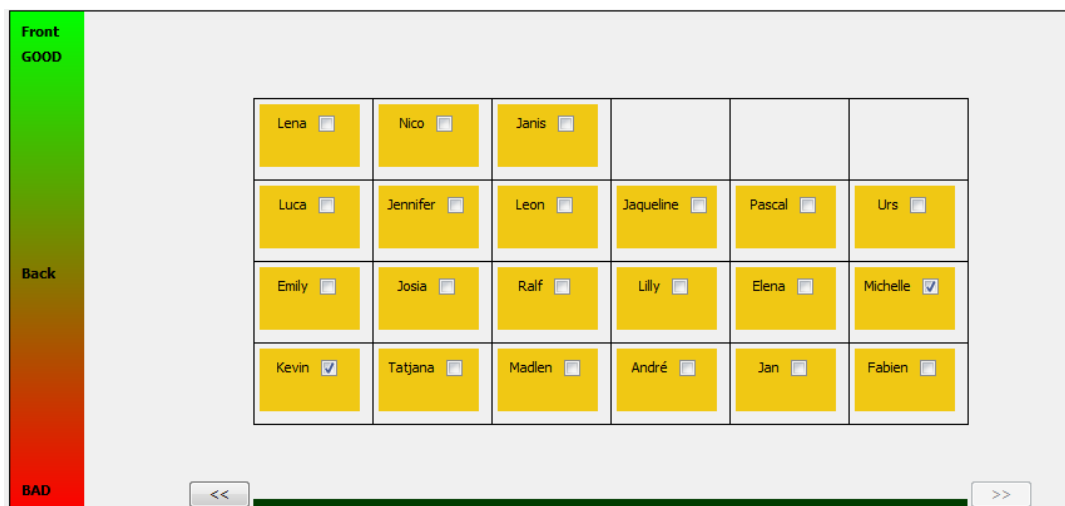 Front
GOOD
Lena Nico Janis
Luca Jennifer Leon Jaqueline Pascal Urs
Back
Emily Josia Ralf Lilly Elena Michelle
Kevin Tatjana Madlen André Jan Fabien
BAD
<< >>